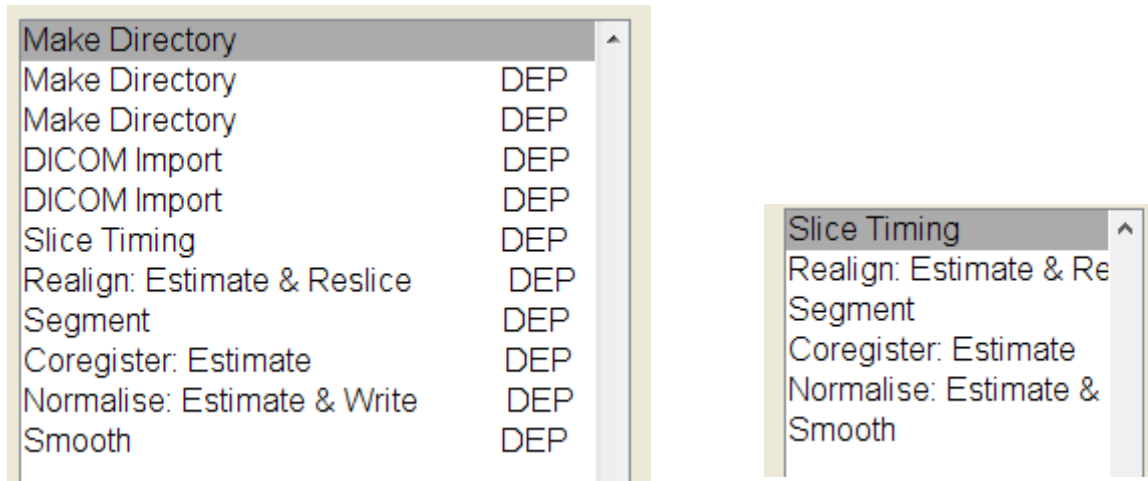 Make Directory
Make Directory DEP
Make Directory DEP
DICOM Import DEP
DICOM Import DEP
Slice Timing DEP
Realign: Estimate & Reslice DEP
Segment DEP
Coregister: Estimate DEP
Normalise: Estimate & Write DEP
Smooth DEP
Slice Timing
Realign: Estimate & Re
Segment
Coregister: Estimate
Normalise: Estimate &
Smooth